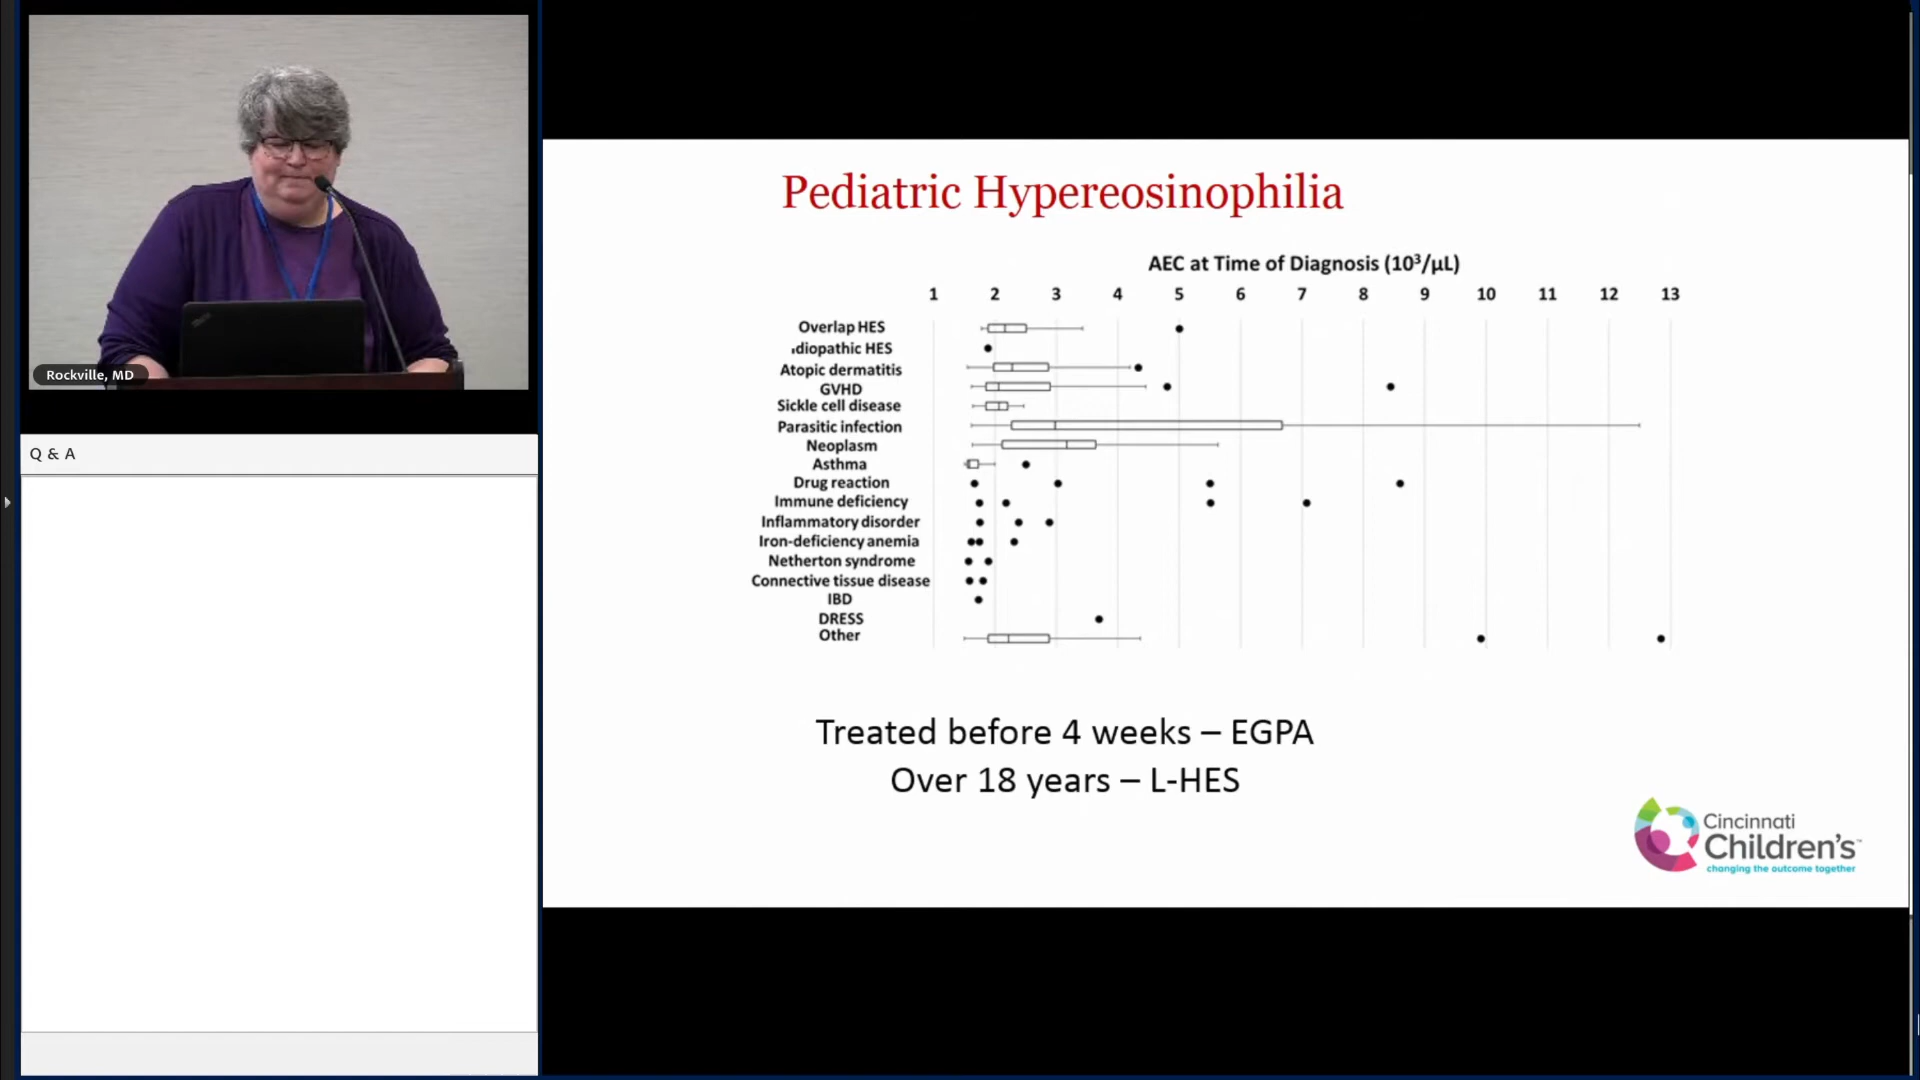 Rockville, MD
Q & A
Pediatric Hypereosinophilia
AEC at Time of Diagnosis (10³/µL)
1 2 3 4 5 6 7 8 9 10 11 12 13
Overlap HES
diopathic HES
Atopic dermatitis
GVHD
Sickle cell disease
Parasitic infection
Neoplasm
Asthma
Drug reaction
Immune deficiency
Inflammatory disorder
Iron-deficiency anemia
Netherton syndrome
Connective tissue disease
IBD
DRESS
Other
Treated before 4 weeks – EGPA
Over 18 years – L-HES
Cincinnati
Children's™
changing the outcome together